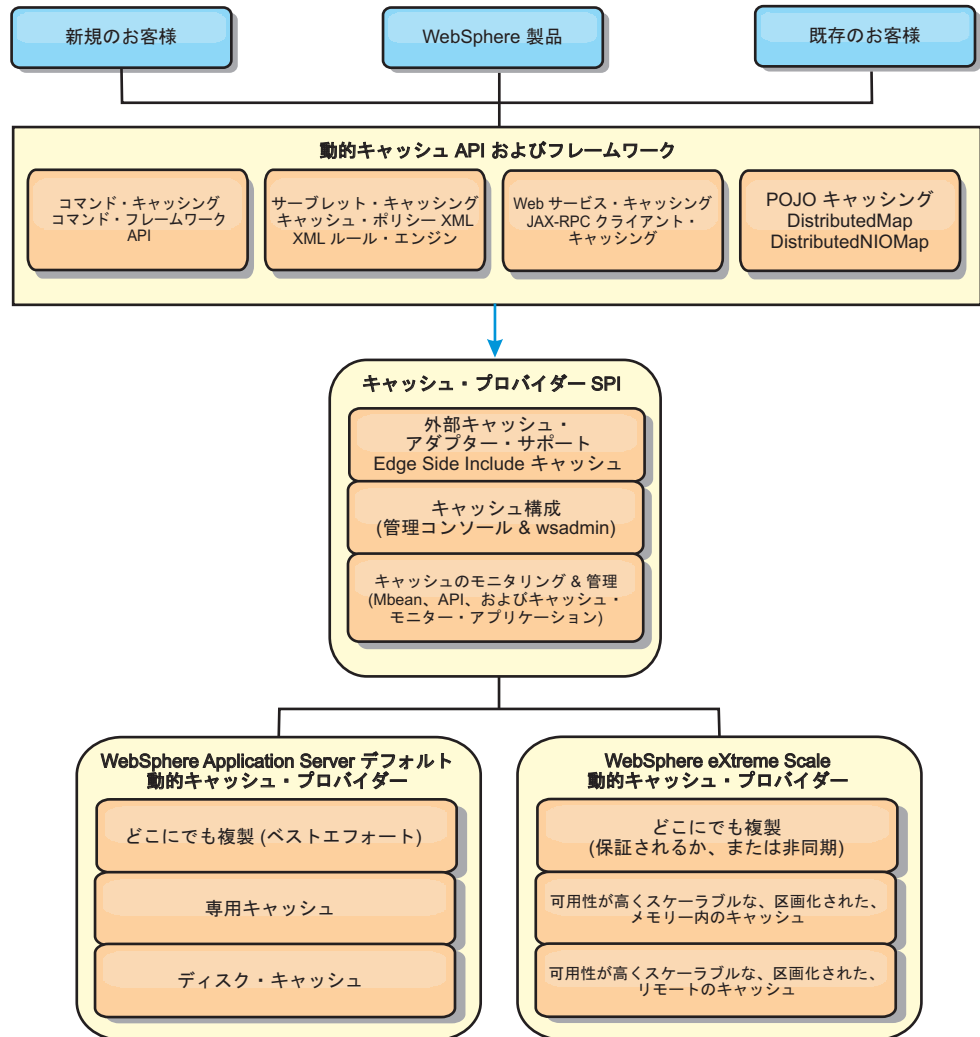 新規のお客様
WebSphere 製品
既存のお客様
動的キャッシュ API およびフレームワーク
コマンド・キャッシング
コマンド・フレームワーク
API
サーブレット・キャッシング
キャッシュ・ポリシー XML
XML ルール・エンジン
Web サービス・キャッシング
JAX-RPC クライアント・
キャッシング
POJO キャッシング
DistributedMap
DistributedNIOMap
キャッシュ・プロバイダー SPI
外部キャッシュ・
アダプター・サポート
Edge Side Include キャッシュ
キャッシュ構成
(管理コンソール & wsadmin)
キャッシュのモニタリング & 管理
(Mbean、API、およびキャッシュ・
モニター・アプリケーション)
WebSphere Application Server デフォルト
動的キャッシュ・プロバイダー
どこにでも複製 (ベストエフォート)
専用キャッシュ
ディスク・キャッシュ
WebSphere eXtreme Scale
動的キャッシュ・プロバイダー
どこにでも複製
(保証されるか、または非同期)
可用性が高くスケーラブルな、区画化された、
メモリー内のキャッシュ
可用性が高くスケーラブルな、区画化された、
リモートのキャッシュ